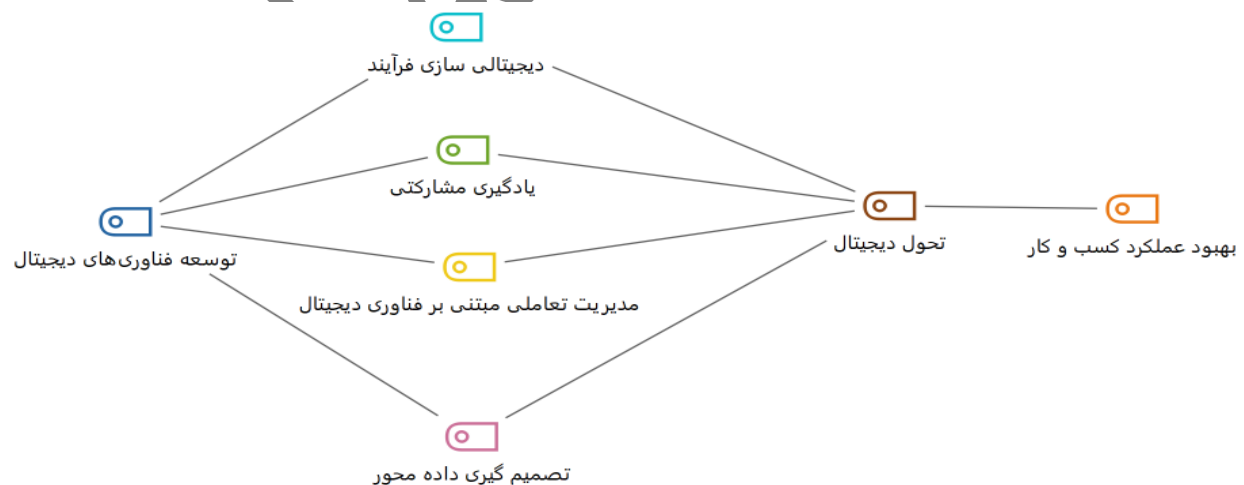 دیجیتالی سازی فرآیند
یادگیری مشارکتی
توسعه فناوری‌های دیجیتال
تحول دیجیتال
بهبود عملکرد کسب و کار
مدیریت تعاملی مبتنی بر فناوری دیجیتال
تصمیم گیری داده محور